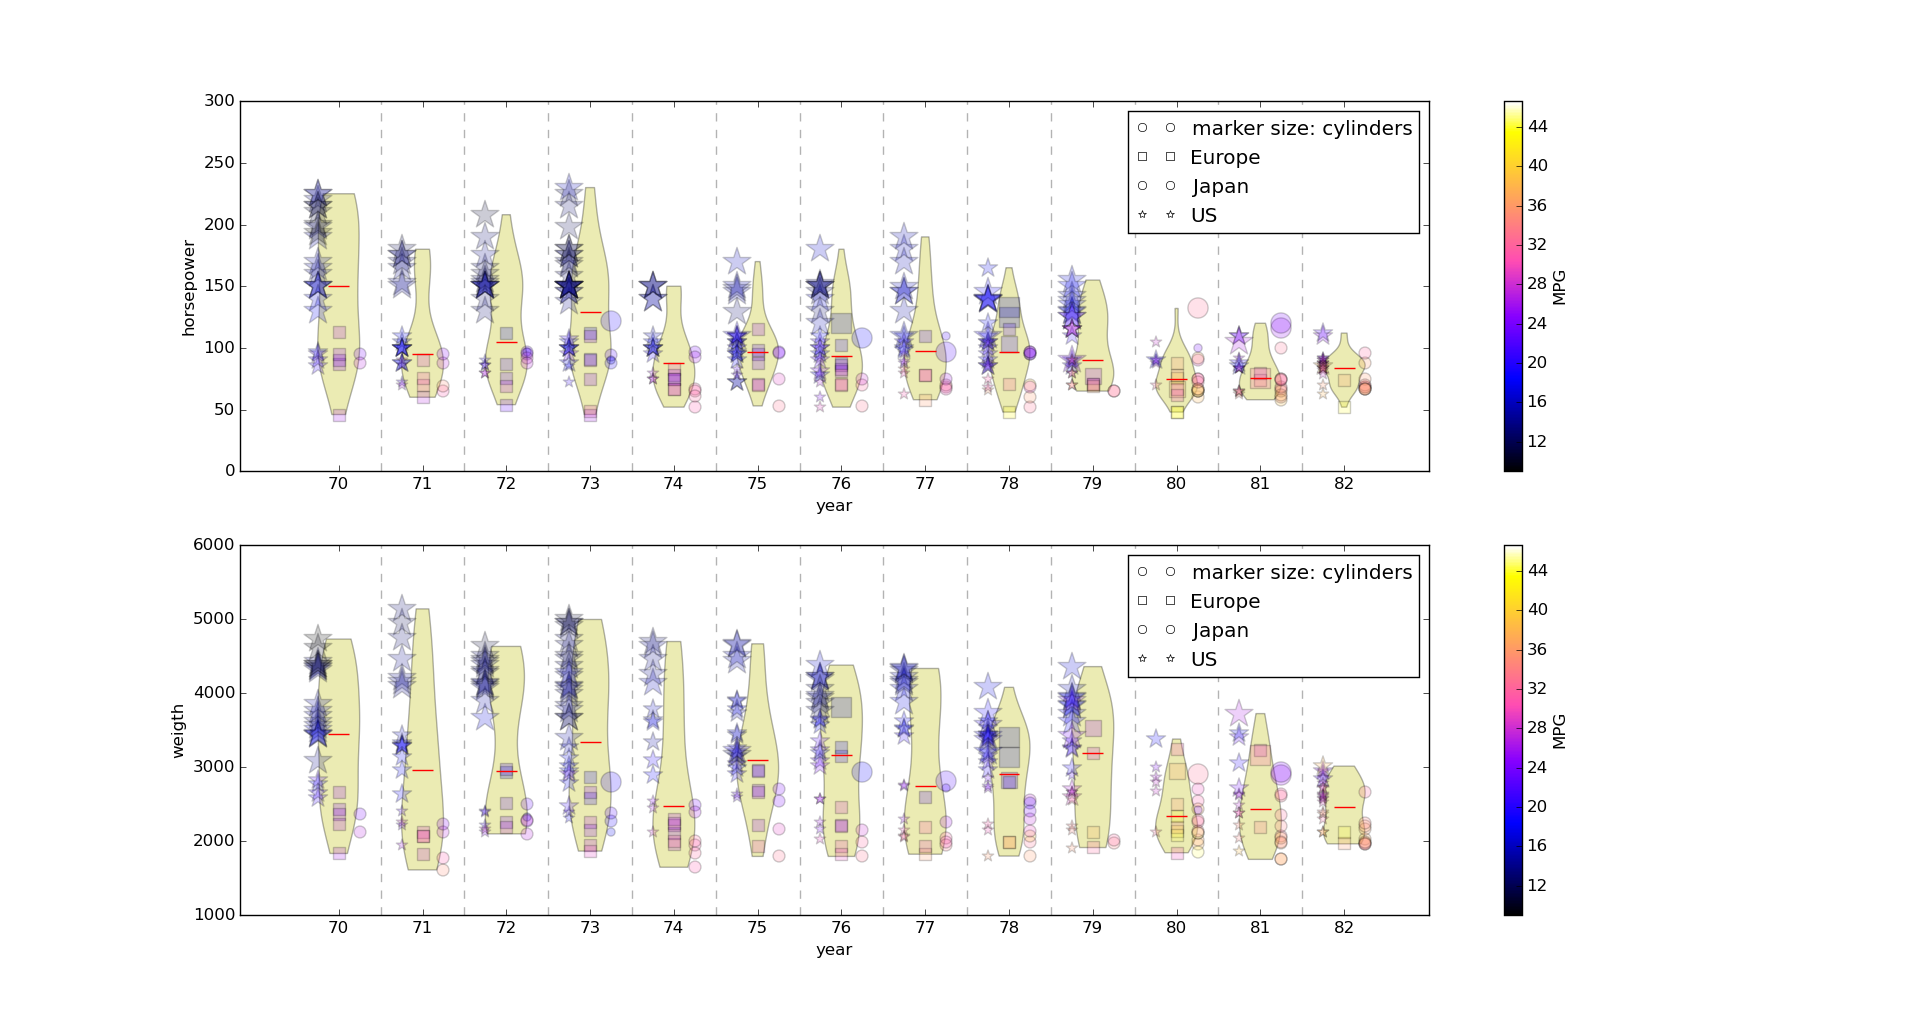 300
250
200
150
100
50
0
horsepower
marker size: cylinders
Europe
Japan
US
70 71 72 73 74 75 76 77 78 79 80 81 82
year
44
40
36
32
28
24
20
16
12
MPG
6000
5000
4000
3000
2000
1000
weigth
marker size: cylinders
Europe
Japan
US
70 71 72 73 74 75 76 77 78 79 80 81 82
year
44
40
36
32
28
24
20
16
12
MPG